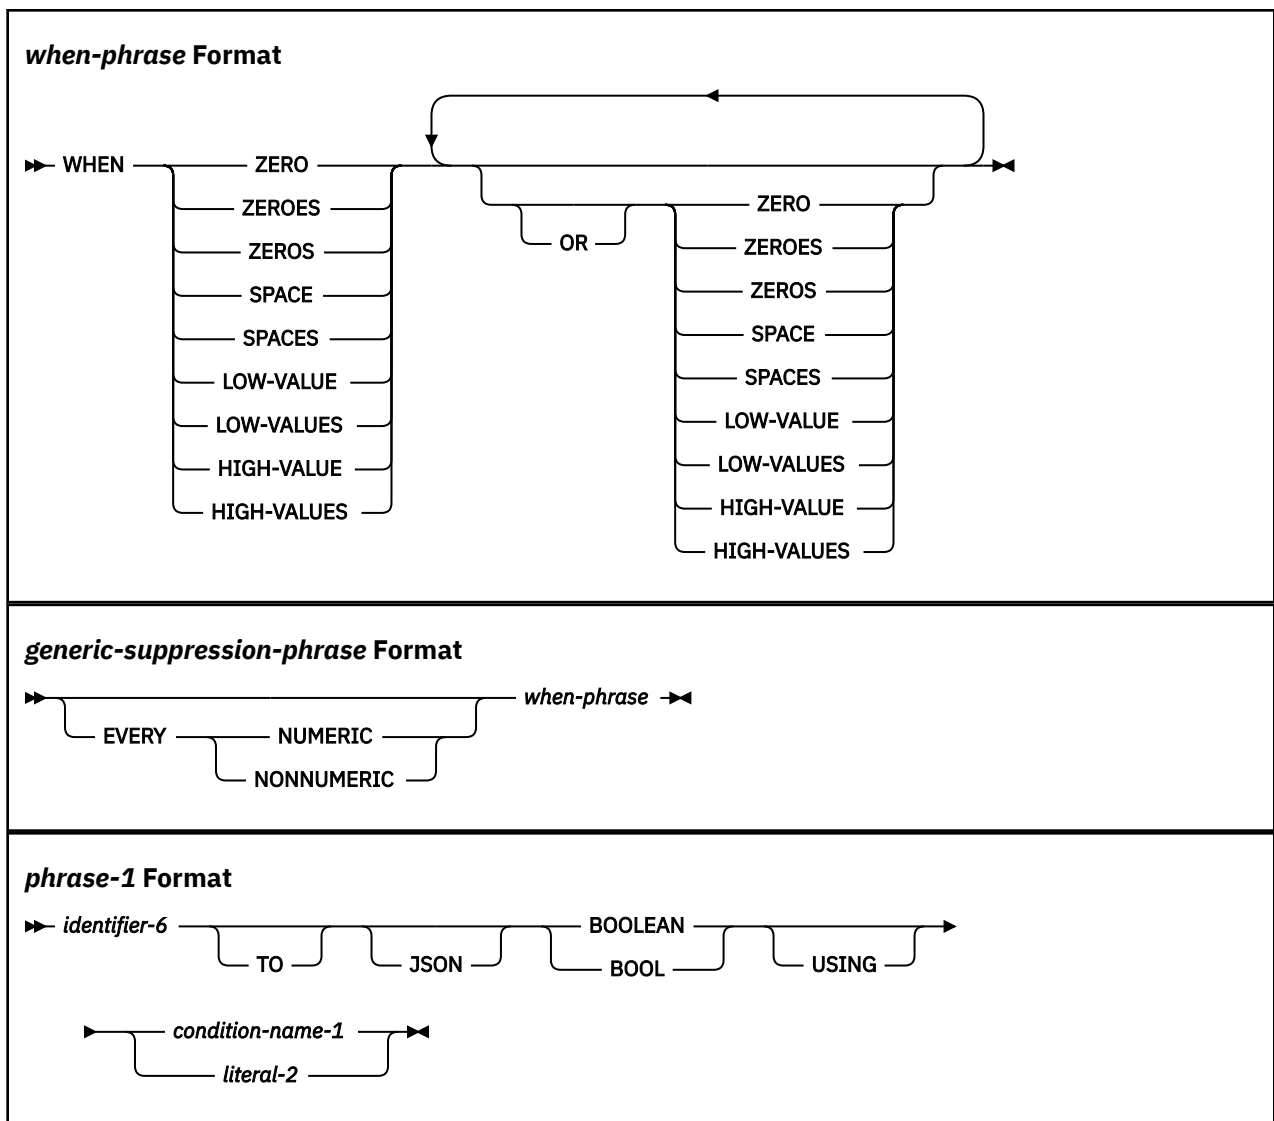 when-phrase Format
WHEN ZERO
ZERO
ZEROES
OR
ZEROES
ZEROS
ZEROS
SPACE
SPACE
SPACES
SPACES
LOW-VALUE
LOW-VALUE
LOW-VALUES
LOW-VALUES
HIGH-VALUE
HIGH-VALUE
HIGH-VALUES
HIGH-VALUES
generic-suppression-phrase Format
when-phrase
EVERY NUMERIC
NONNUMERIC
phrase-1 Format
identifier-6 BOOLEAN
TO JSON BOOL USING
condition-name-1
literal-2